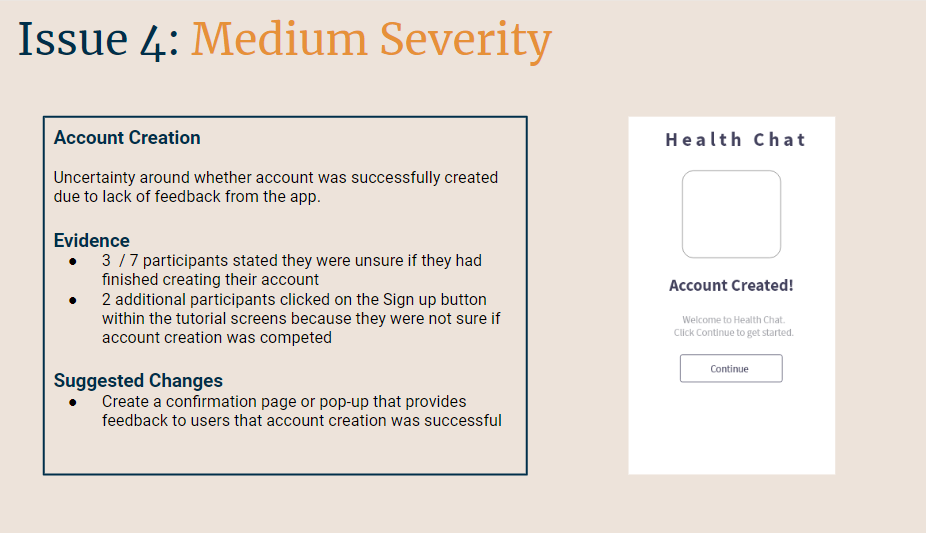 Issue 4: Medium Severity
Account Creation
Uncertainty around whether account was successfully created
due to lack of feedback from the app.
Evidence
● 3 / 7 participants stated they were unsure if they had
finished creating their account
● 2 additional participants clicked on the Sign up button
within the tutorial screens because they were not sure if
account creation was competed
Suggested Changes
● Create a confirmation page or pop-up that provides
feedback to users that account creation was successful
Health Chat
Account Created!
Welcome to Health Chat.
Click Continue to get started.
Continue